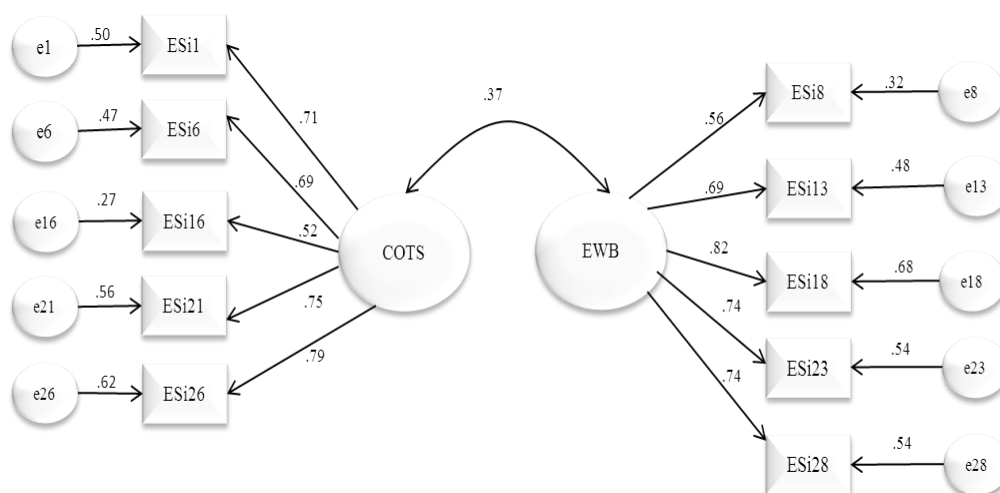 e1
.50
ESi1
e6
.47
ESi6
e16
.27
ESi16
e21
.56
ESi21
e26
.62
ESi26
.71
.69
.52
.75
.79
COTS
.37
EWB
.56
.69
.82
.74
.74
ESi8
.32
e8
ESi13
.48
e13
ESi18
.68
e18
ESi23
.54
e23
ESi28
.54
e28